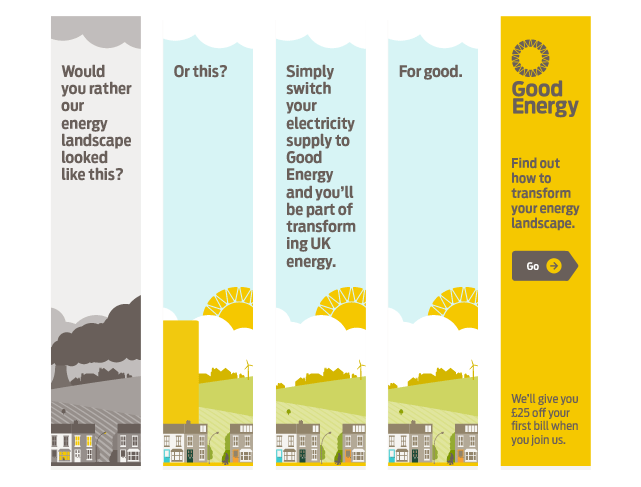 Would
you rather
our
energy
landscape
looked
like this?
Or this?
Simply
switch
your
electricity
supply to
Good
Energy
and you'll
be part of
transform
ing UK
energy.
For good.
Good
Energy
Find out
how to
transform
your energy
landscape.
Go
We'll give you
£25 off your
first bill when
you join us.